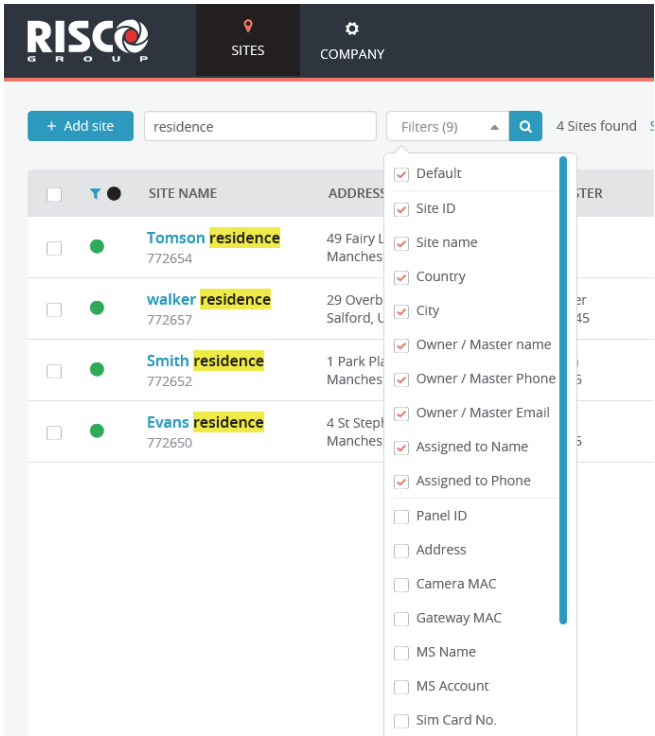 RISCO
GROUP
SITES
COMPANY
+ Add site
residence
Filters (9)
4 Sites found
SITE NAME
ADDRESS
TER
Tomson residence
772654
49 Fairy L
Manches
walker residence
772657
29 Overb
Salford, U
er
45
Smith residence
772652
1 Park Pla
Manches
5
Evans residence
772650
4 St Steph
Manches
5
Default
Site ID
Site name
Country
City
Owner / Master name
Owner / Master Phone
Owner / Master Email
Assigned to Name
Assigned to Phone
Panel ID
Address
Camera MAC
Gateway MAC
MS Name
MS Account
Sim Card No.